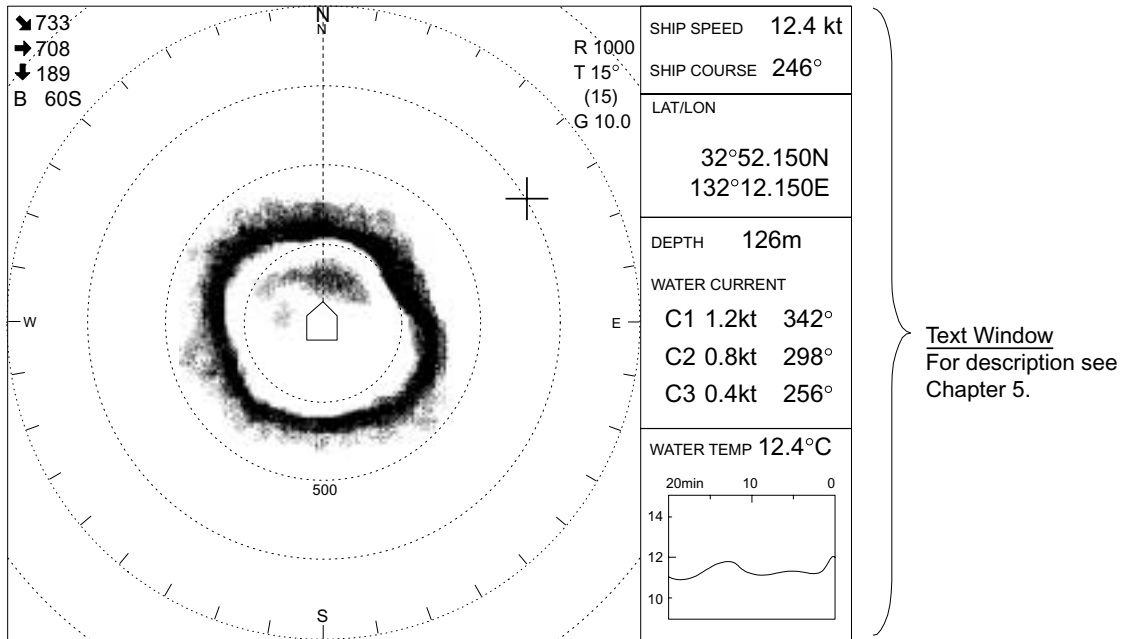 733
708
189
B 60S
N
N
R 1000
T 15°
(15)
G 10.0
W
E
500
S
SHIP SPEED 12.4 kt
SHIP COURSE 246°
LAT/LON
32°52.150N
132°12.150E
DEPTH 126m
WATER CURRENT
C1 1.2kt 342°
C2 0.8kt 298°
C3 0.4kt 256°
WATER TEMP 12.4°C
20min 10 0
14
12
10
Text Window
For description see
Chapter 5.